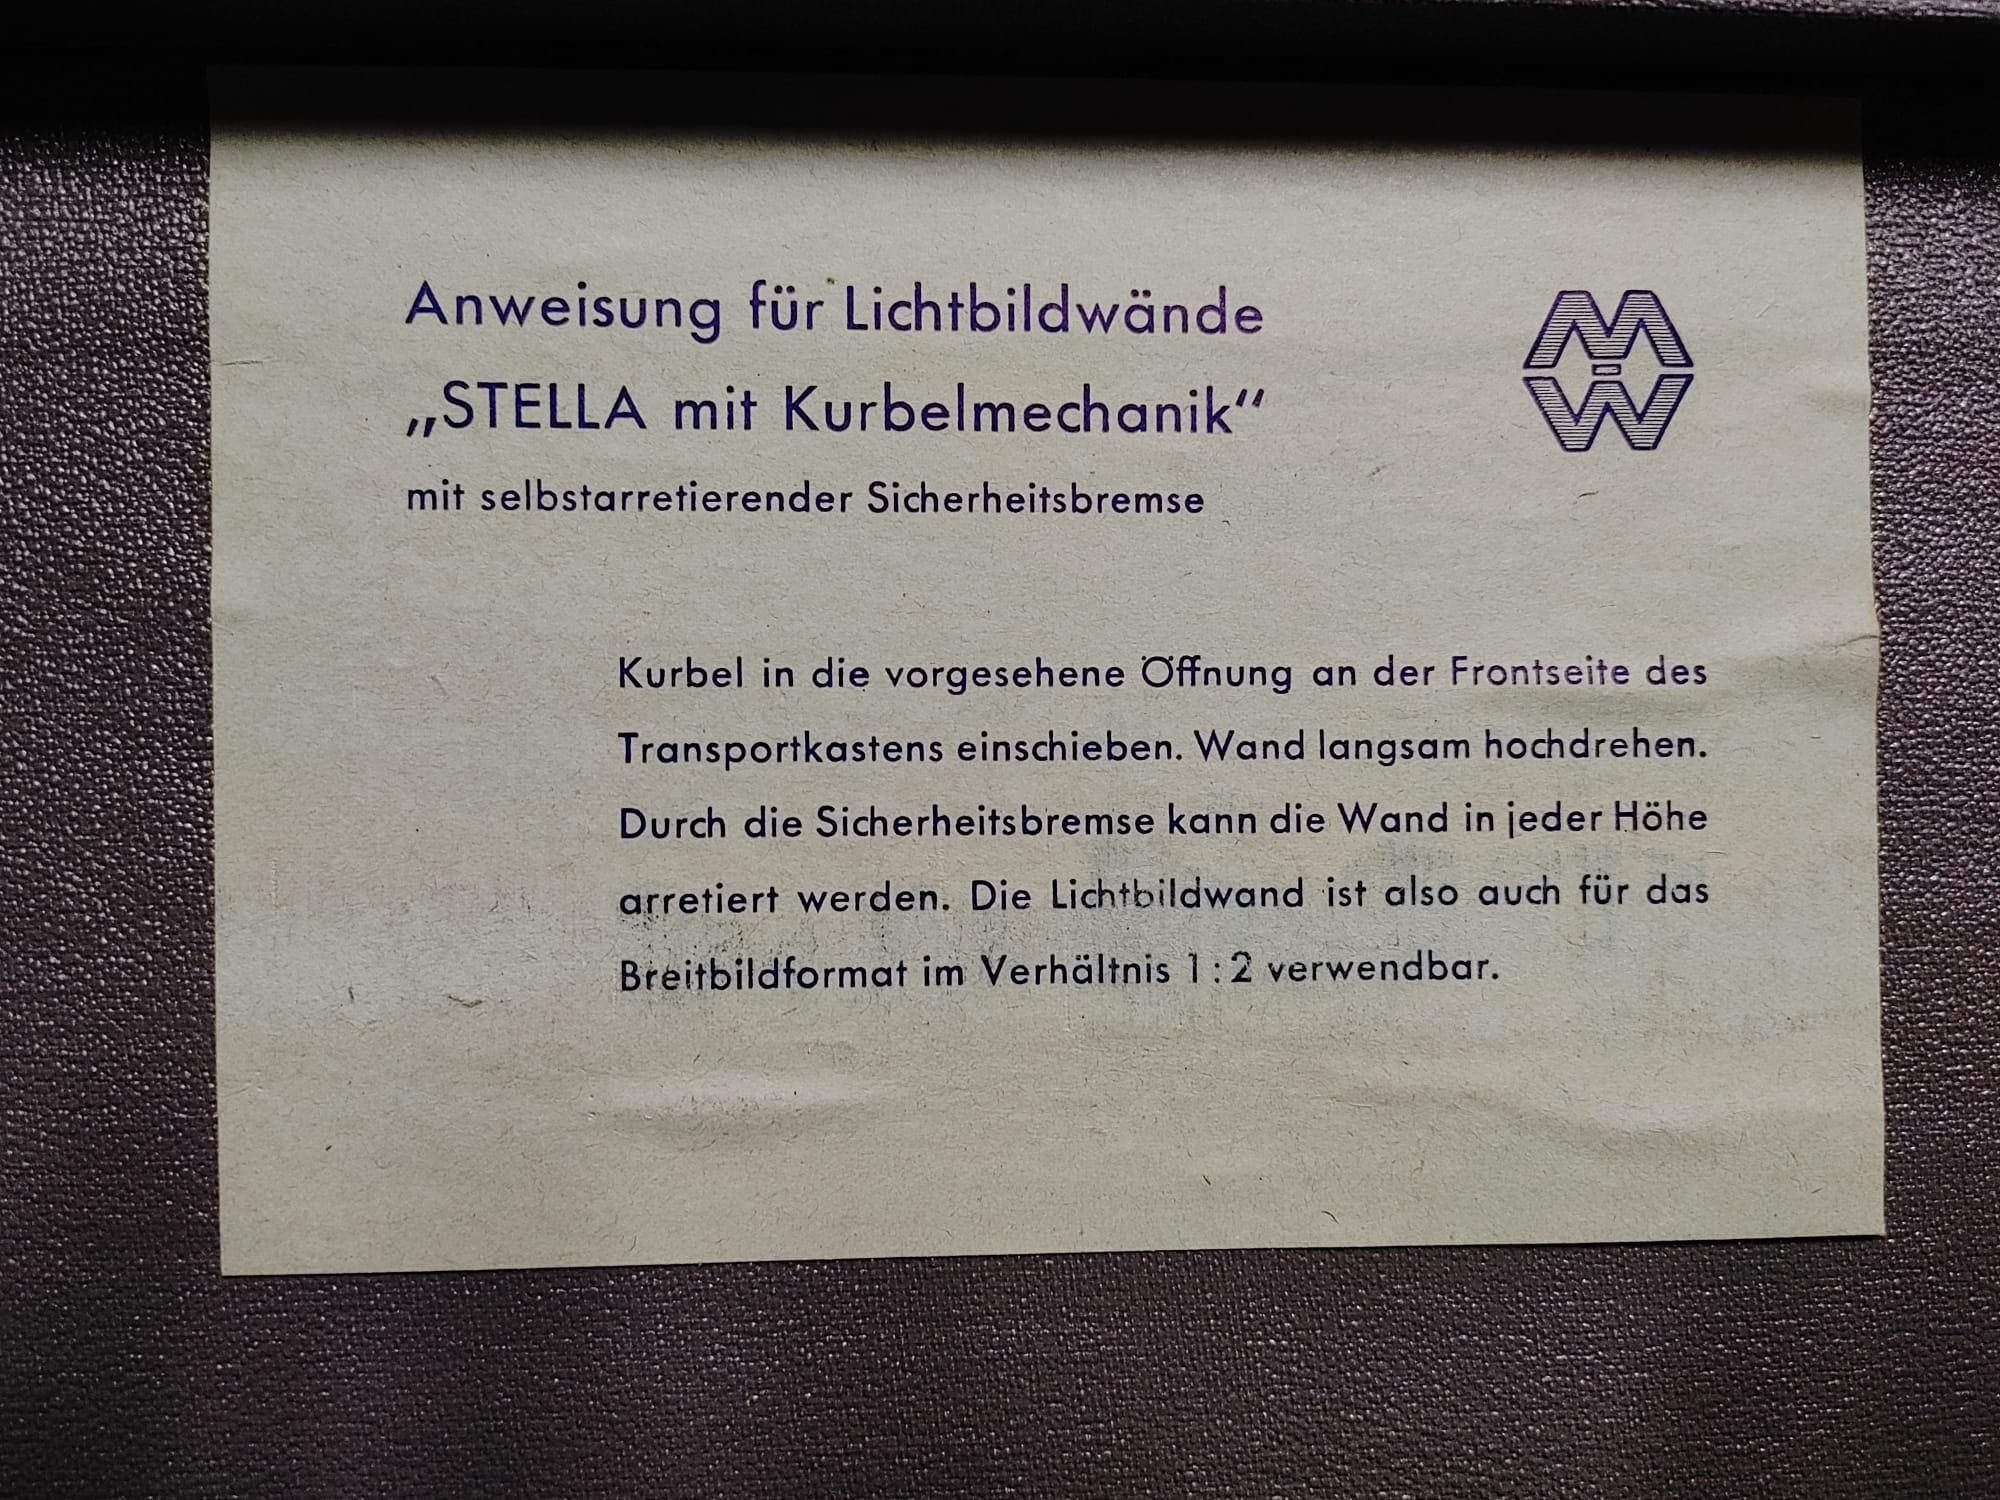 Anweisung für Lichtbildwände
„STELLA mit Kurbelmechanik“
mit selbstarretierender Sicherheitsbremse
M-W
Kurbel in die vorgesehene Öffnung an der Frontseite des
Transportkastens einschieben. Wand langsam hochdrehen.
Durch die Sicherheitsbremse kann die Wand in jeder Höhe
arretiert werden. Die Lichtbildwand ist also auch für das
Breitbildformat im Verhältnis 1 : 2 verwendbar.